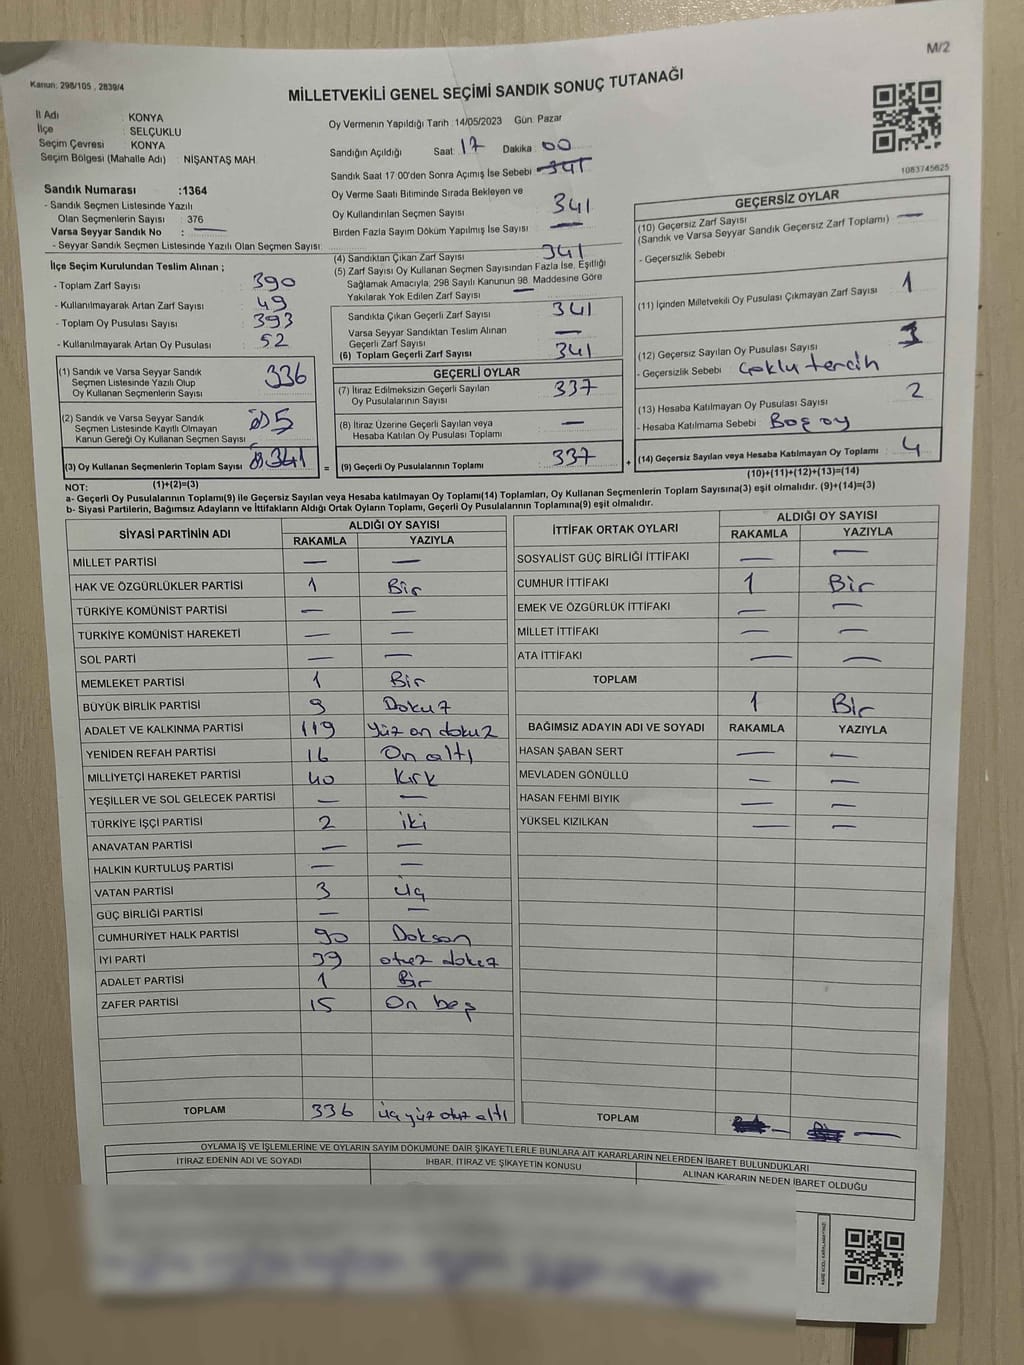 M/2
Kanun: 298/105 , 2839/4
MİLLETVEKİLİ GENEL SEÇİMİ SANDIK SONUÇ TUTANAĞI
İl Adı : KONYA
İlçe : SELÇUKLU
Seçim Çevresi : KONYA
Seçim Bölgesi (Mahalle Adı) : NİŞANTAŞ MAH.
Oy Vermenin Yapıldığı Tarih :14/05/2023 Gün: Pazar
Sandığın Açıldığı Saat: 17 Dakika: 00
Sandık Saat 17 00'den Sonra Açımış İse Sebebi 341
Oy Verme Saati Bitiminde Sırada Bekleyen ve
Oy Kullandırılan Seçmen Sayısı 341
Birden Fazla Sayım Döküm Yapılmış İse Sayısı —
1083745625
Sandık Numarası :1364
- Sandık Seçmen Listesinde Yazılı
Olan Seçmenlerin Sayısı : 376
Varsa Seyyar Sandık No : —
- Seyyar Sandık Seçmen Listesinde Yazılı Olan Seçmen Sayısı:
İlçe Seçim Kurulundan Teslim Alınan ;
- Toplam Zarf Sayısı : 390
- Kullanılmayarak Artan Zarf Sayısı : 49
- Toplam Oy Pusulası Sayısı : 393
- Kullanılmayarak Artan Oy Pusulası : 52
(1) Sandık ve Varsa Seyyar Sandık
Seçmen Listesinde Yazılı Olup
Oy Kullanan Seçmenlerin Sayısı 336
(2) Sandık ve Varsa Seyyar Sandık
Seçmen Listesinde Kayıtlı Olmayan
Kanun Gereği Oy Kullanan Seçmen Sayısı 5
(3) Oy Kullanan Seçmenlerin Toplam Sayısı 341
(1)+(2)=(3)
(4) Sandıktan Çıkan Zarf Sayısı 341
(5) Zarf Sayısı Oy Kullanan Seçmen Sayısından Fazla İse, Eşitliği
Sağlamak Amacıyla, 298 Sayılı Kanunun 98. Maddesine Göre
Yakılarak Yok Edilen Zarf Sayısı —
Sandıkta Çıkan Geçerli Zarf Sayısı 341
Varsa Seyyar Sandıktan Teslim Alınan
Geçerli Zarf Sayısı —
(6) Toplam Geçerli Zarf Sayısı 341
GEÇERLİ OYLAR
(7) İtiraz Edilmeksizin Geçerli Sayılan
Oy Pusulalarının Sayısı 337
(8) İtiraz Üzerine Geçerli Sayılan veya
Hesaba Katılan Oy Pusulası Toplamı —
= (9) Geçerli Oy Pusulalarının Toplamı 337
GEÇERSİZ OYLAR
(10) Geçersiz Zarf Sayısı —
(Sandık ve Varsa Seyyar Sandık Geçersiz Zarf Toplamı)
- Geçersizlik Sebebi
(11) İçinden Milletvekili Oy Pusulası Çıkmayan Zarf Sayısı 1
(12) Geçersiz Sayılan Oy Pusulası Sayısı
- Geçersizlik Sebebi Çoklu tercih
(13) Hesaba Katılmayan Oy Pusulası Sayısı 2
- Hesaba Katılmama Sebebi Boş oy
+ (14) Geçersiz Sayılan veya Hesaba Katılmayan Oy Toplamı 4
(10)+(11)+(12)+(13)=(14)
NOT:
a- Geçerli Oy Pusulalarının Toplamı(9) ile Geçersiz Sayılan veya Hesaba katılmayan Oy Toplamı(14) Toplamları, Oy Kullanan Seçmenlerin Toplam Sayısına(3) eşit olmalıdır. (9)+(14)=(3)
b- Siyasi Partilerin, Bağımsız Adayların ve İttifakların Aldığı Ortak Oyların Toplamı, Geçerli Oy Pusulalarının Toplamına(9) eşit olmalıdır.
SİYASİ PARTİNİN ADI ALDIĞI OY SAYISI
RAKAMLA YAZIYLA
MİLLET PARTİSİ — —
HAK VE ÖZGÜRLÜKLER PARTİSİ 1 Bir
TÜRKİYE KOMÜNİST PARTİSİ — —
TÜRKİYE KOMÜNİST HAREKETİ — —
SOL PARTİ — —
MEMLEKET PARTİSİ 1 Bir
BÜYÜK BİRLİK PARTİSİ 9 Dokuz
ADALET VE KALKINMA PARTİSİ 119 Yüz on dokuz
YENİDEN REFAH PARTİSİ 16 On altı
MİLLİYETÇİ HAREKET PARTİSİ 40 Kırk
YEŞİLLER VE SOL GELECEK PARTİSİ — —
TÜRKİYE İŞÇİ PARTİSİ 2 iki
ANAVATAN PARTİSİ — —
HALKIN KURTULUŞ PARTİSİ — —
VATAN PARTİSİ 3 üç
GÜÇ BİRLİĞİ PARTİSİ — —
CUMHURİYET HALK PARTİSİ 90 Doksan
İYİ PARTİ 39 otuz dokuz
ADALET PARTİSİ 1 Bir
ZAFER PARTİSİ 15 On beş
TOPLAM 336 üç yüz otuz altı
İTTİFAK ORTAK OYLARI ALDIĞI OY SAYISI
RAKAMLA YAZIYLA
SOSYALİST GÜÇ BİRLİĞİ İTTİFAKI — —
CUMHUR İTTİFAKI 1 Bir
EMEK VE ÖZGÜRLÜK İTTİFAKI — —
MİLLET İTTİFAKI — —
ATA İTTİFAKI — —
TOPLAM
1 Bir
BAĞIMSIZ ADAYIN ADI VE SOYADI RAKAMLA YAZIYLA
HASAN ŞABAN SERT — —
MEVLADEN GÖNÜLLÜ — —
HASAN FEHMI BIYIK — —
YÜKSEL KIZILKAN — —
TOPLAM — —
OYLAMA İŞ VE İŞLEMLERİNE VE OYLARIN SAYIM DÖKÜMÜNE DAİR ŞİKAYETLERLE BUNLARA AİT KARARLARIN NELERDEN İBARET BULUNDUKLARI
İTİRAZ EDENİN ADI VE SOYADI İHBAR, İTİRAZ VE ŞİKAYETİN KONUSU ALINAN KARARIN NEDEN İBARET OLDUĞU
KARE KODU KARALAMAYINIZ!